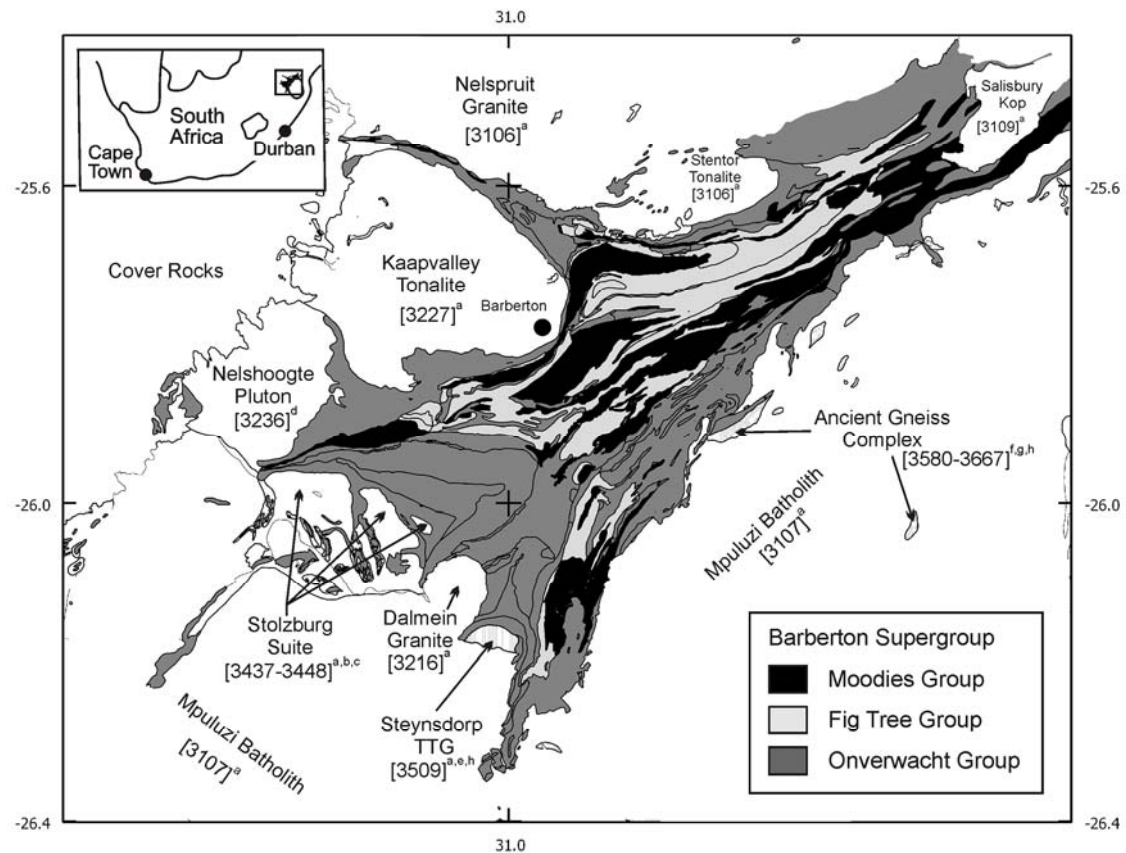 31.0
South
Africa
Cape
Town
Durban
Nelspruit
Granite
[3106]a
Salisbury
Kop
[3109]a
Stentor
Tonalite
[3106]a
-25.6
-25.6
Cover Rocks
Kaapvalley
Tonalite
[3227]a
Barberton
Nelshoogte
Pluton
[3236]d
Ancient Gneiss
Complex
[3580-3667]f,g,h
-26.0
-26.0
Mpuluzi Batholith
[3107]a
Stolzburg
Suite
[3437-3448]a,b,c
Dalmein
Granite
[3216]a
Steynsdorp
TTG
[3509]a,e,h
Mpuluzi Batholith
[3107]a
Barberton Supergroup
Moodies Group
Fig Tree Group
Onverwacht Group
-26.4
-26.4
31.0